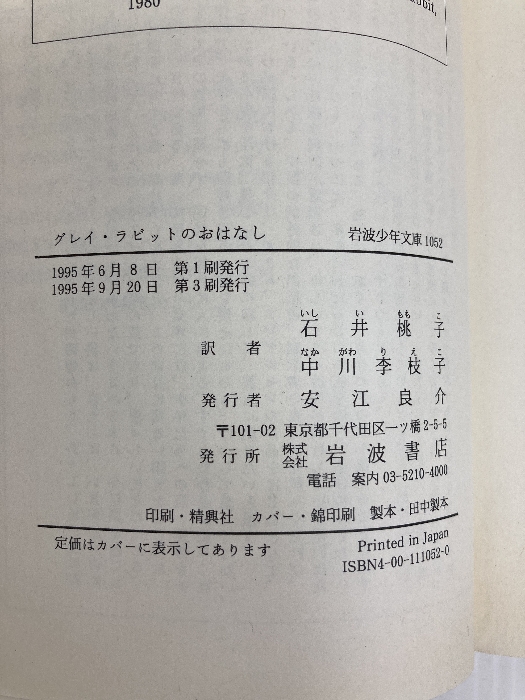 1980
グレイ・ラビットのおはなし 岩波少年文庫1052
1995年6月8日 第1刷発行
1995年9月20日 第3刷発行
いし い もも こ
訳者 石井桃子
なか がわ り え こ
中川李枝子
発行者 安江良介
〒101-02 東京都千代田区一ツ橋2-5-5
発行所 株式会社 岩波書店
電話 案内 03-5210-4000
印刷・精興社 カバー・錦印刷 製本・田中製本
定価はカバーに表示してあります
Printed in Japan
ISBN4-00-111052-0